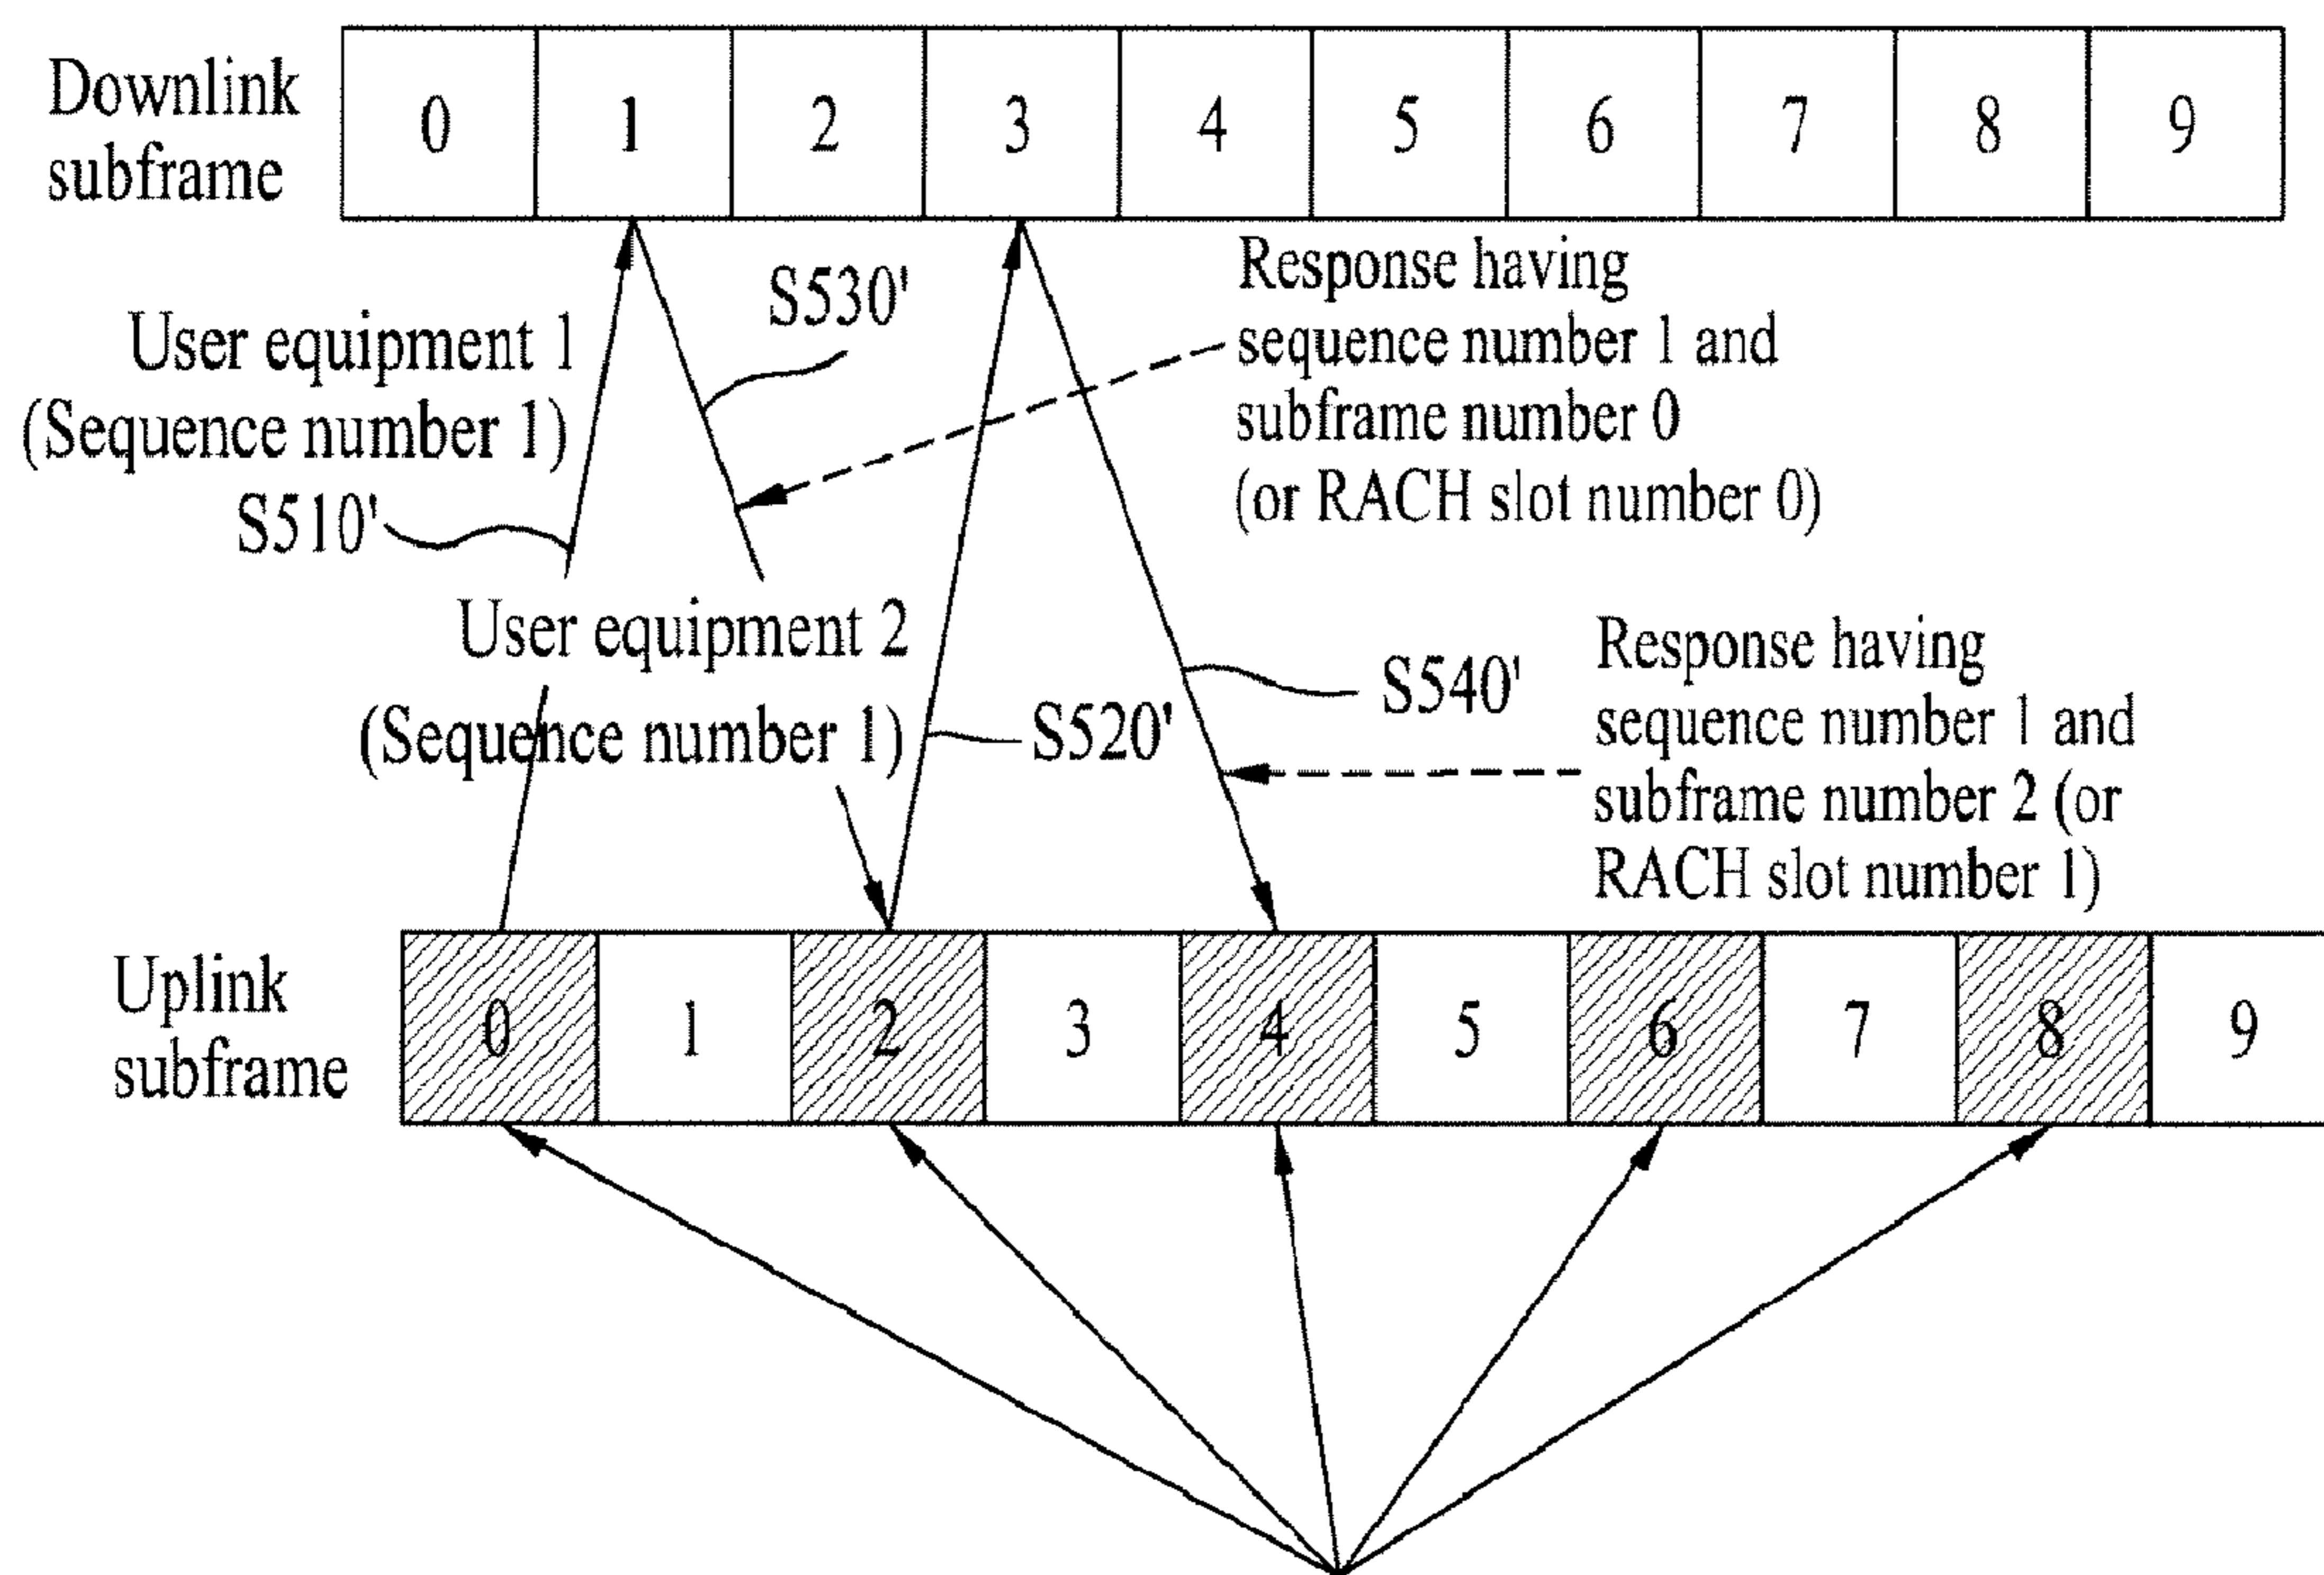 Downlink
subframe
0 1 2 3 4 5 6 7 8 9
S530'
Response having
sequence number 1 and
subframe number 0
(or RACH slot number 0)
User equipment 1
(Sequence number 1)
S510'
User equipment 2
(Sequence number 1)
S520'
S540'
Response having
sequence number 1 and
subframe number 2 (or
RACH slot number 1)
Uplink
subframe
0 1 2 3 4 5 6 7 8 9